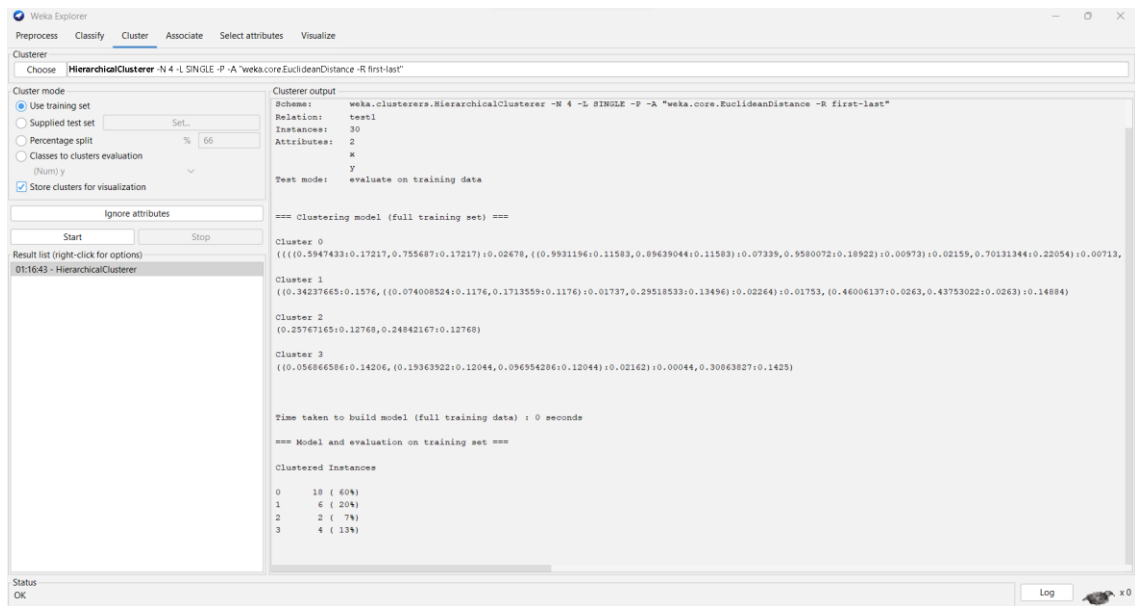 Weka Explorer
Preprocess Classify Cluster Associate Select attributes Visualize
Clusterer
Choose HierarchicalClusterer -N 4 -L SINGLE -P -A "weka.core.EuclideanDistance -R first-last"
Cluster mode
Use training set
Supplied test set Set...
Percentage split % 66
Classes to clusters evaluation
(Num) y
Store clusters for visualization
Ignore attributes
Start Stop
Result list (right-click for options)
01:16:43 - HierarchicalClusterer
Clusterer output
Scheme: weka.clusterers.HierarchicalClusterer -N 4 -L SINGLE -P -A "weka.core.EuclideanDistance -R first-last"
Relation: test1
Instances: 30
Attributes: 2
x
y
Test mode: evaluate on training data
=== Clustering model (full training set) ===
Cluster 0
((((0.5947433:0.17217,0.755687:0.17217):0.02678,((0.9931196:0.11583,0.89639044:0.11583):0.07339,0.9580072:0.18922):0.00973):0.02159,0.70131344:0.22054):0.00713,
Cluster 1
((0.34237665:0.1576,((0.074008524:0.1176,0.1713559:0.1176):0.01737,0.29518533:0.13496):0.02264):0.01753,(0.46006137:0.0263,0.43753022:0.0263):0.14884)
Cluster 2
(0.25767165:0.12768,0.24842167:0.12768)
Cluster 3
((0.056866586:0.14206,(0.19363922:0.12044,0.096954286:0.12044):0.02162):0.00044,0.30863827:0.1425)
Time taken to build model (full training data) : 0 seconds
=== Model and evaluation on training set ===
Clustered Instances
0 18 ( 60%)
1 6 ( 20%)
2 2 ( 7%)
3 4 ( 13%)
Status
OK
Log x 0